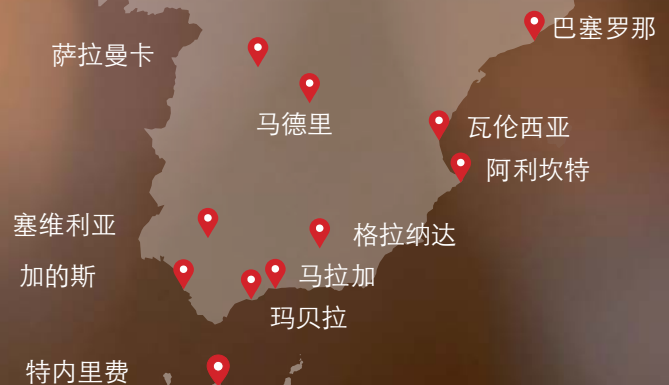 巴塞罗那
萨拉曼卡
马德里
瓦伦西亚
阿利坎特
塞维利亚
格拉纳达
加的斯
马拉加
玛贝拉
特内里费